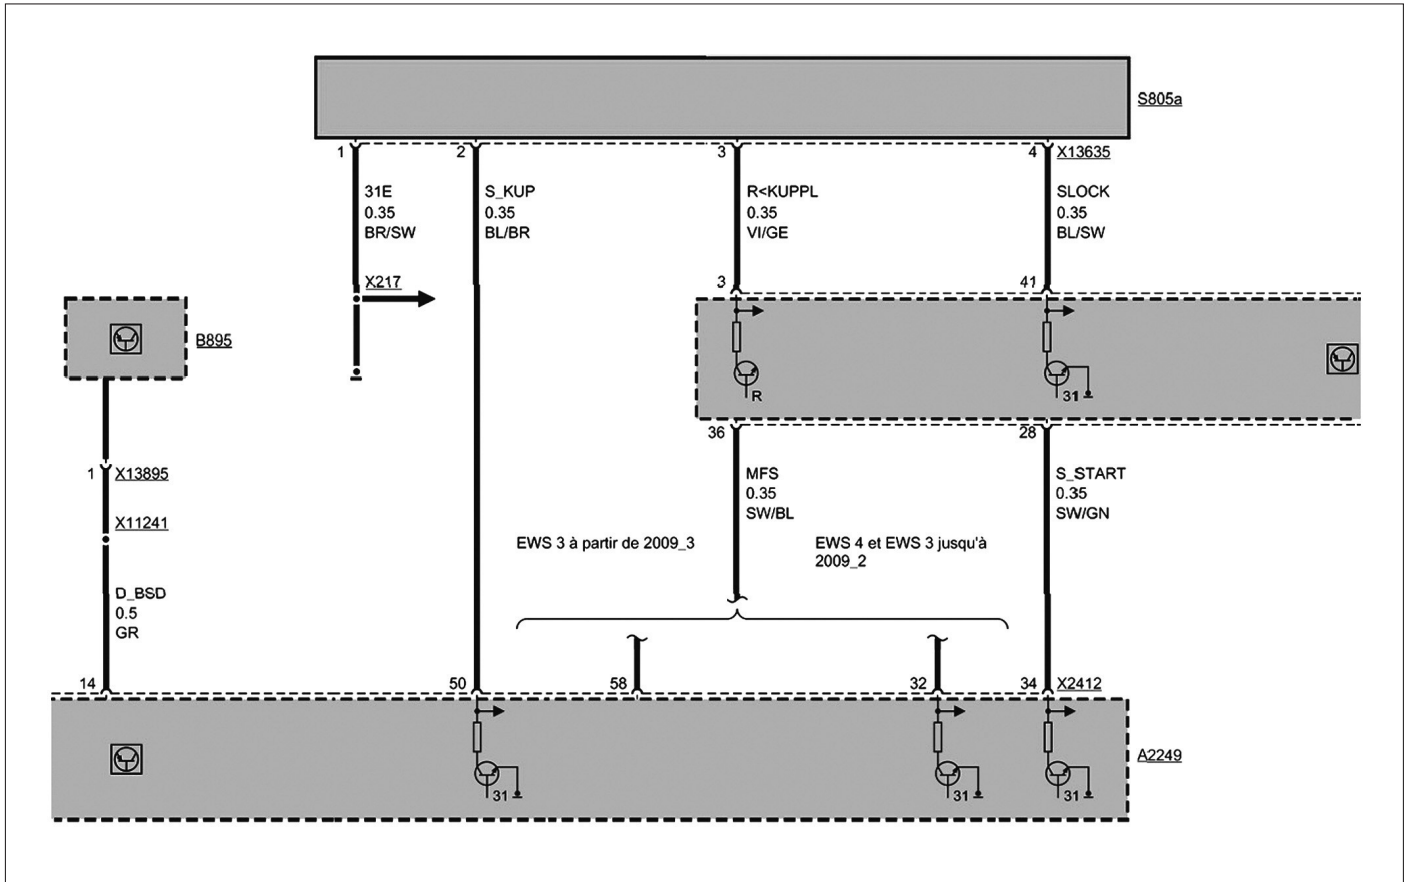 S805a
1
2
3
4
X13635
31E
0.35
BR/SW
S_KUP
0.35
BL/BR
R<KUPPL
0.35
VI/GE
SLOCK
0.35
BL/SW
X217
3
41
B895
R
31
36
28
1
X13895
X11241
MFS
0.35
SW/BL
S_START
0.35
SW/GN
EWS 3 à partir de 2009_3
EWS 4 et EWS 3 jusqu'à
2009_2
D_BSD
0.5
GR
14
50
58
32
34
X2412
A2249
31
31
31